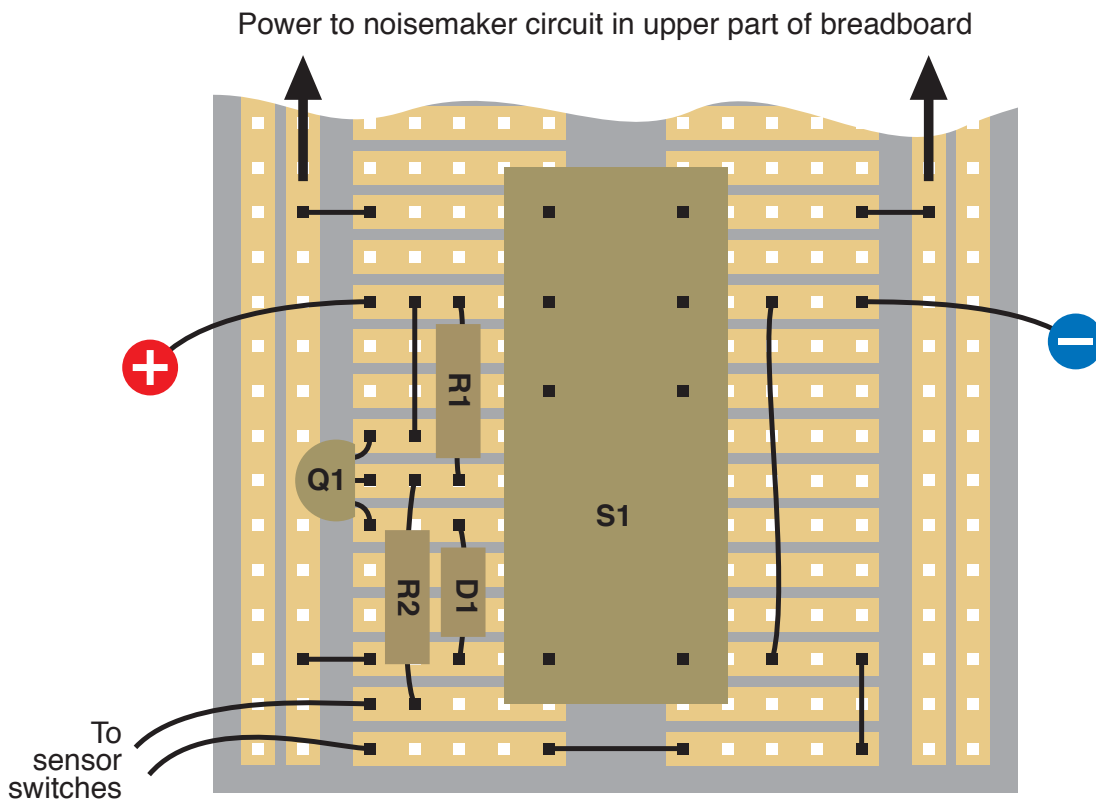 Power to noisemaker circuit in upper part of breadboard
+
−
R1
Q1
S1
R2
D1
To
sensor
switches